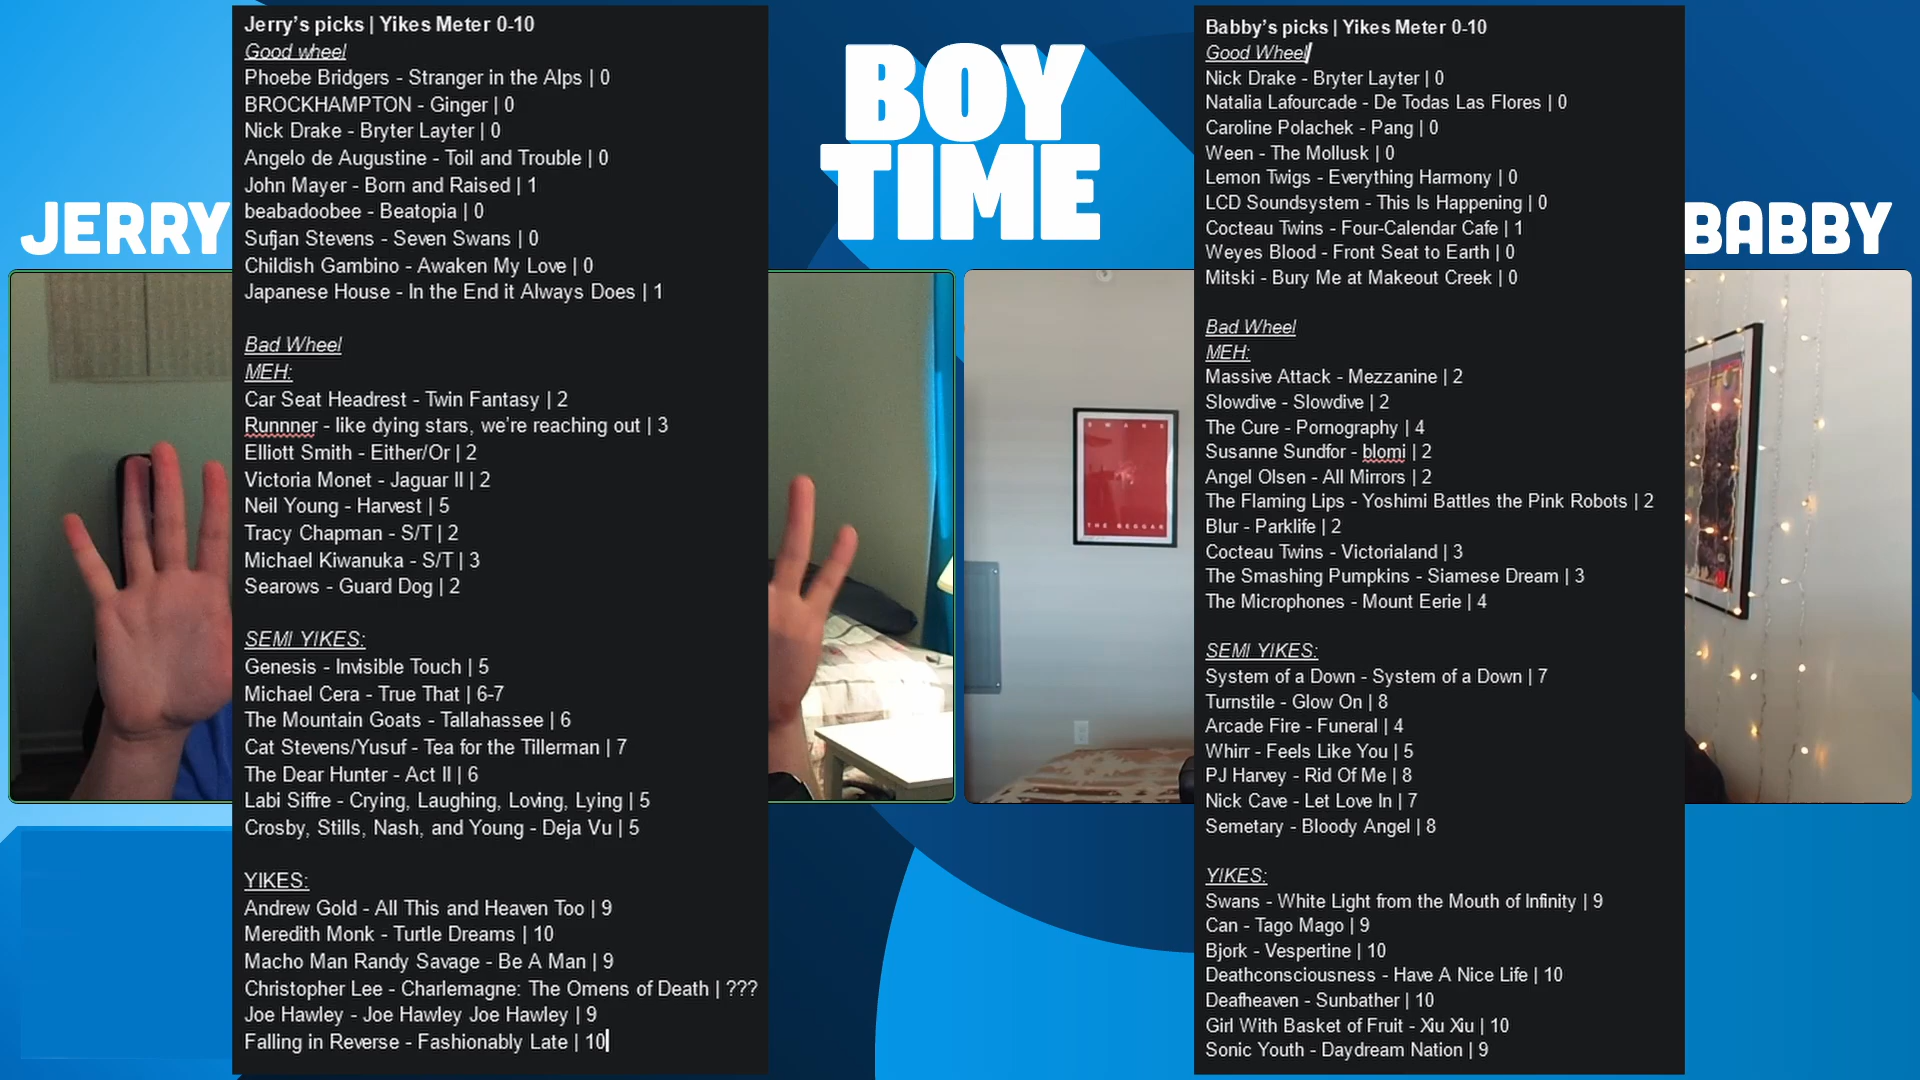 Jerry's picks | Yikes Meter 0-10
Good wheel
Phoebe Bridgers - Stranger in the Alps | 0
BROCKHAMPTON - Ginger | 0
Nick Drake - Bryter Layter | 0
Angelo de Augustine - Toil and Trouble | 0
John Mayer - Born and Raised | 1
beabadoobee - Beatopia | 0
Sufjan Stevens - Seven Swans | 0
Childish Gambino - Awaken My Love | 0
Japanese House - In the End it Always Does | 1
Bad Wheel
MEH:
Car Seat Headrest - Twin Fantasy | 2
Runnner - like dying stars, we're reaching out | 3
Elliott Smith - Either/Or | 2
Victoria Monet - Jaguar II | 2
Neil Young - Harvest | 5
Tracy Chapman - S/T | 2
Michael Kiwanuka - S/T | 3
Searows - Guard Dog | 2
SEMI YIKES:
Genesis - Invisible Touch | 5
Michael Cera - True That | 6-7
The Mountain Goats - Tallahassee | 6
Cat Stevens/Yusuf - Tea for the Tillerman | 7
The Dear Hunter - Act II | 6
Labi Siffre - Crying, Laughing, Loving, Lying | 5
Crosby, Stills, Nash, and Young - Deja Vu | 5
YIKES:
Andrew Gold - All This and Heaven Too | 9
Meredith Monk - Turtle Dreams | 10
Macho Man Randy Savage - Be A Man | 9
Christopher Lee - Charlemagne: The Omens of Death | ???
Joe Hawley - Joe Hawley Joe Hawley | 9
Falling in Reverse - Fashionably Late | 10
JERRY
BOY
TIME
BABBY
SWANS
THE BEGGAR
Babby's picks | Yikes Meter 0-10
Good Wheel
Nick Drake - Bryter Layter | 0
Natalia Lafourcade - De Todas Las Flores | 0
Caroline Polachek - Pang | 0
Ween - The Mollusk | 0
Lemon Twigs - Everything Harmony | 0
LCD Soundsystem - This Is Happening | 0
Cocteau Twins - Four-Calendar Cafe | 1
Weyes Blood - Front Seat to Earth | 0
Mitski - Bury Me at Makeout Creek | 0
Bad Wheel
MEH:
Massive Attack - Mezzanine | 2
Slowdive - Slowdive | 2
The Cure - Pornography | 4
Susanne Sundfor - blomi | 2
Angel Olsen - All Mirrors | 2
The Flaming Lips - Yoshimi Battles the Pink Robots | 2
Blur - Parklife | 2
Cocteau Twins - Victorialand | 3
The Smashing Pumpkins - Siamese Dream | 3
The Microphones - Mount Eerie | 4
SEMI YIKES:
System of a Down - System of a Down | 7
Turnstile - Glow On | 8
Arcade Fire - Funeral | 4
Whirr - Feels Like You | 5
PJ Harvey - Rid Of Me | 8
Nick Cave - Let Love In | 7
Semetary - Bloody Angel | 8
YIKES:
Swans - White Light from the Mouth of Infinity | 9
Can - Tago Mago | 9
Bjork - Vespertine | 10
Deathconsciousness - Have A Nice Life | 10
Deafheaven - Sunbather | 10
Girl With Basket of Fruit - Xiu Xiu | 10
Sonic Youth - Daydream Nation | 9